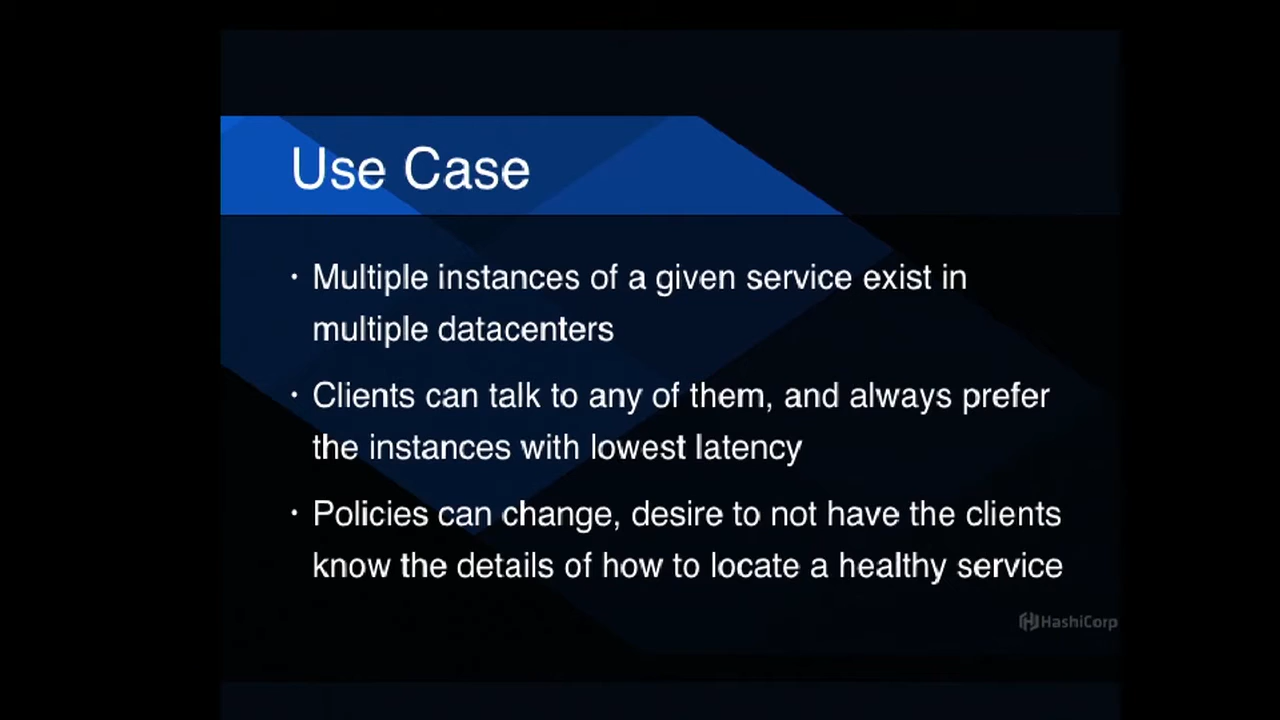 Use Case
• Multiple instances of a given service exist in
multiple datacenters
• Clients can talk to any of them, and always prefer
the instances with lowest latency
• Policies can change, desire to not have the clients
know the details of how to locate a healthy service
HashiCorp